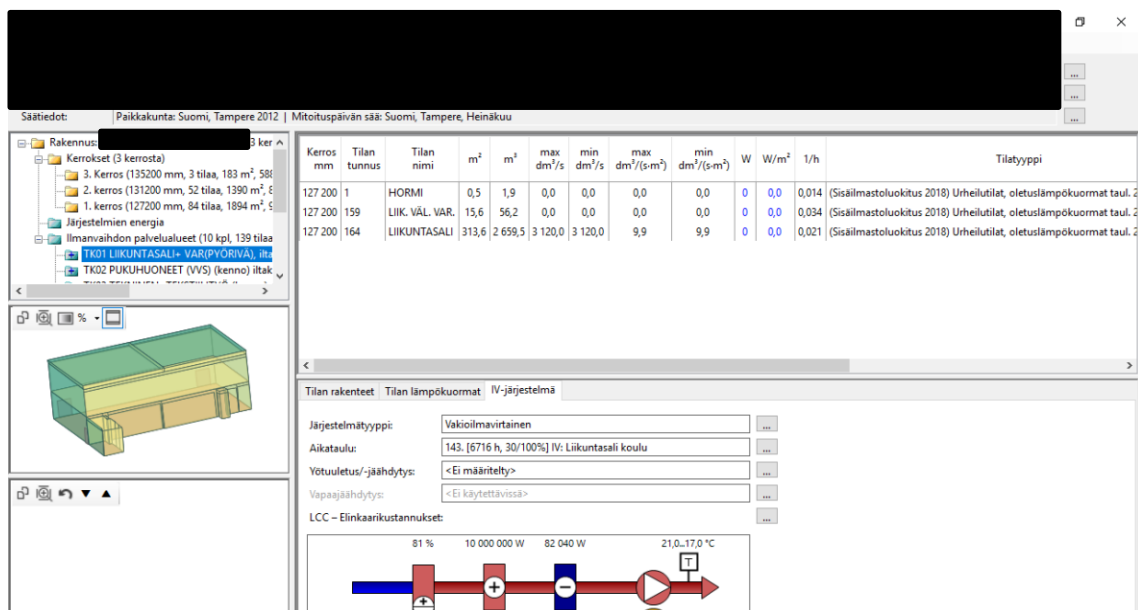 Säätiedot: Paikkakunta: Suomi, Tampere 2012 | Mitoituspäivän sää: Suomi, Tampere, Heinäkuu
Rakennus: 3 ker
Kerrokset (3 kerrosta)
3. Kerros (135200 mm, 3 tilaa, 183 m², 588
2. kerros (131200 mm, 52 tilaa, 1390 m², 8
1. kerros (127200 mm, 84 tilaa, 1894 m², 9
Järjestelmien energia
Ilmanvaihdon palvelualueet (10 kpl, 139 tilaa
TK01 LIIKUNTASALI+ VAR(PYÖRIVÄ), ilta
TK02 PUKUHUONEET (VVS) (kenno) iltak
Kerros mm Tilan tunnus Tilan nimi m² m³ max dm³/s min dm³/s max dm³/(s·m²) min dm³/(s·m²) W W/m² 1/h Tilatyyppi
127 200 1 HORMI 0,5 1,9 0,0 0,0 0,0 0,0 0 0,0 0,014 (Sisäilmastoluokitus 2018) Urheilutilat, oletuslämpökuormat taul. 2
127 200 159 LIIK. VÄL. VAR. 15,6 56,2 0,0 0,0 0,0 0,0 0 0,0 0,034 (Sisäilmastoluokitus 2018) Urheilutilat, oletuslämpökuormat taul. 2
127 200 164 LIIKUNTASALI 313,6 2 659,5 3 120,0 3 120,0 9,9 9,9 0 0,0 0,021 (Sisäilmastoluokitus 2018) Urheilutilat, oletuslämpökuormat taul. 2
%
Tilan rakenteet Tilan lämpökuormat IV-järjestelmä
Järjestelmätyyppi: Vakioilmavirtainen ...
Aikataulu: 143. [6716 h, 30/100%] IV: Liikuntasali koulu ...
Yötuuletus/-jäähdytys: <Ei määritelty> ...
Vapaajäähdytys: <Ei käytettävissä> ...
LCC – Elinkaarikustannukset: ...
81 % 10 000 000 W 82 040 W 21,0..17,0 °C
T